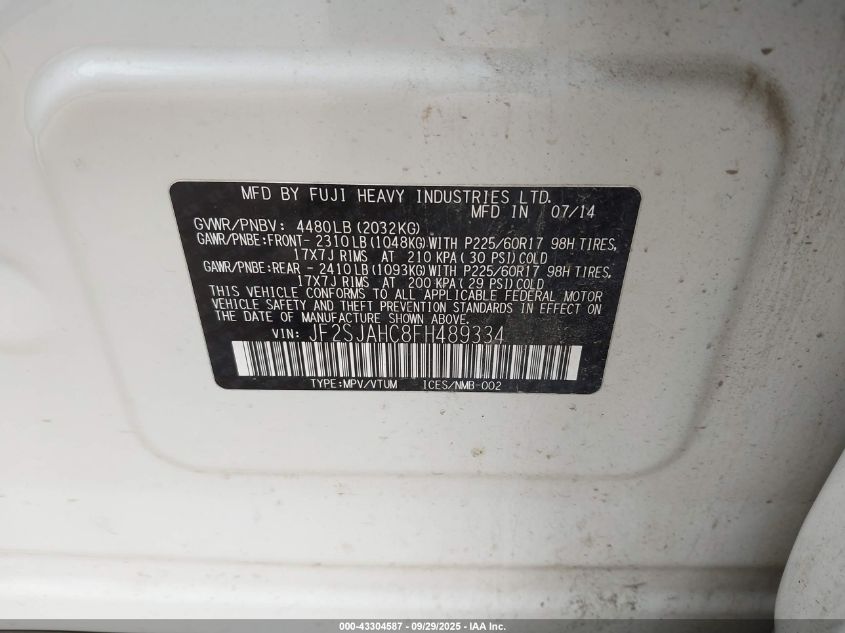 MFD BY FUJI HEAVY INDUSTRIES LTD.
MFD IN 07/14
GVWR/PNBV: 4480LB (2032KG)
GAWR/PNBE:FRONT- 2310LB (1048KG) WITH P225/60R17 98H TIRES,
17X7J RIMS AT 210 KPA( 30 PSI) COLD
GAWR/PNBE:REAR - 2410LB (1093KG) WITH P225/60R17 98H TIRES,
17X7J RIMS AT 200 KPA( 29 PSI) COLD
THIS VEHICLE CONFORMS TO ALL APPLICABLE FEDERAL MOTOR
VEHICLE SAFETY AND THEFT PREVENTION STANDARDS IN EFFECT ON
THE DATE OF MANUFACTURE SHOWN ABOVE.
VIN: JF2SJAHC8FH489334
TYPE:MPV/VTUM ICES/NMB-002
000-43304587 - 09/29/2025 - IAA Inc.